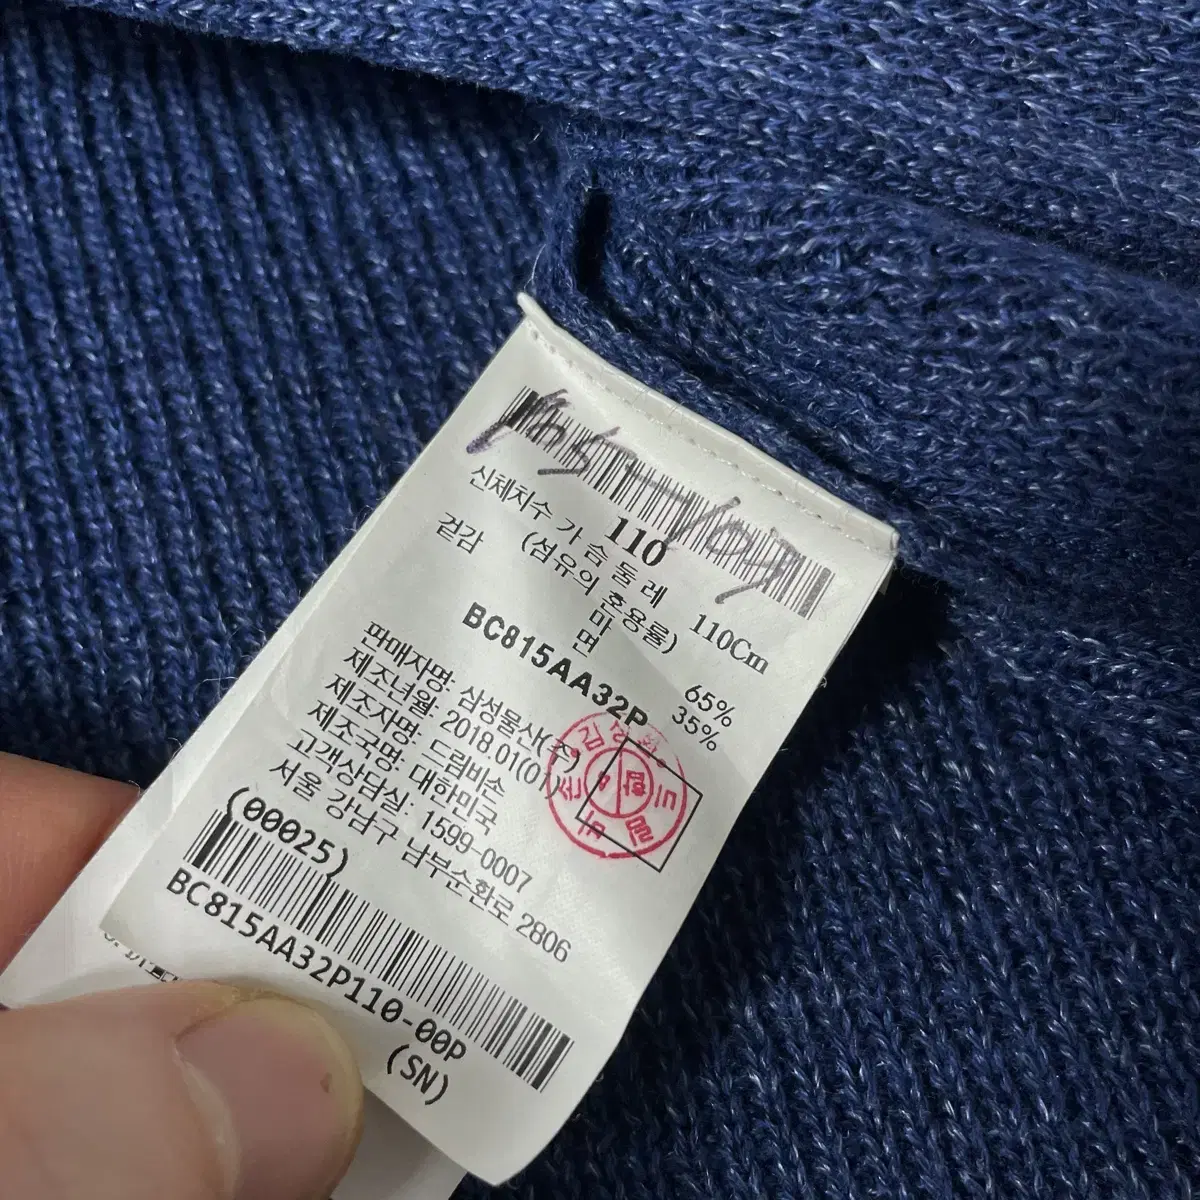 110
신체치수 가 슴 둘 레 110Cm
(섬유의 혼용률)
겉감 마 65%
면 35%
BC815AA32P
판매자명: 삼성물산(주)
제조년월: 2018.01(01)
제조자명: 드림비손
제조국명: 대한민국
고객상담실: 1599-0007
서울 강남구 남부순환로 2806
(00025)
BC815AA32P110-00P
(SN)